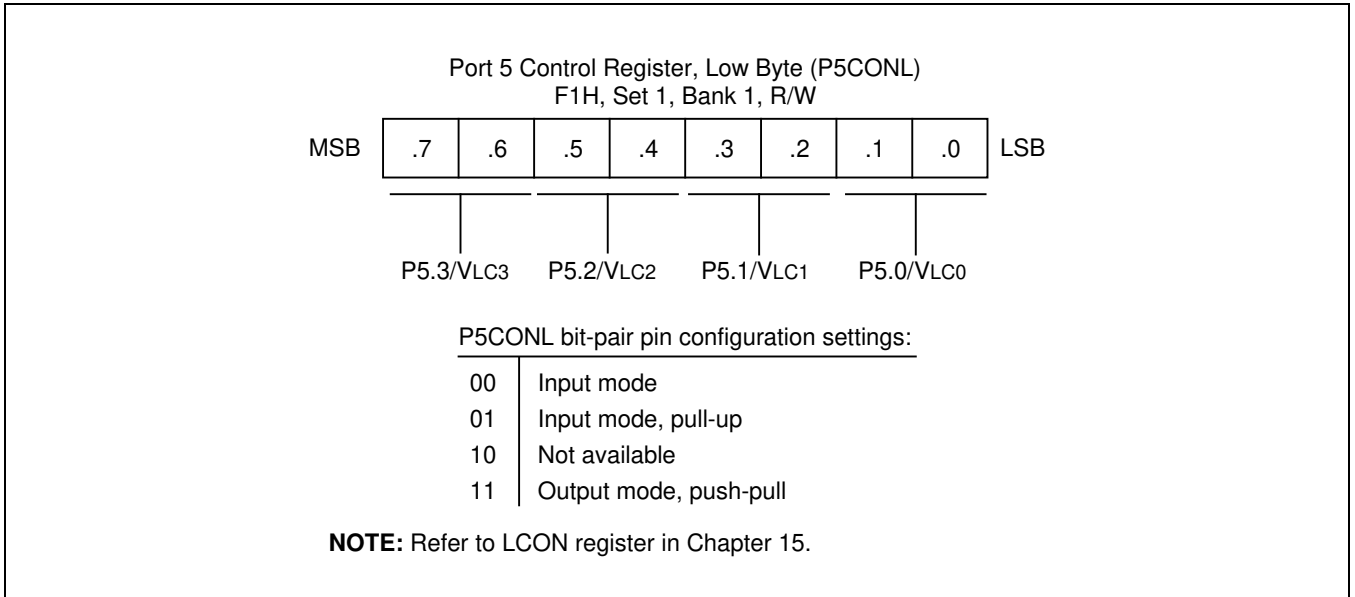 Port 5 Control Register, Low Byte (P5CONL)
F1H, Set 1, Bank 1, R/W
MSB .7 .6 .5 .4 .3 .2 .1 .0 LSB
P5.3/VLC3 P5.2/VLC2 P5.1/VLC1 P5.0/VLC0
P5CONL bit-pair pin configuration settings:
00 Input mode
01 Input mode, pull-up
10 Not available
11 Output mode, push-pull
NOTE: Refer to LCON register in Chapter 15.